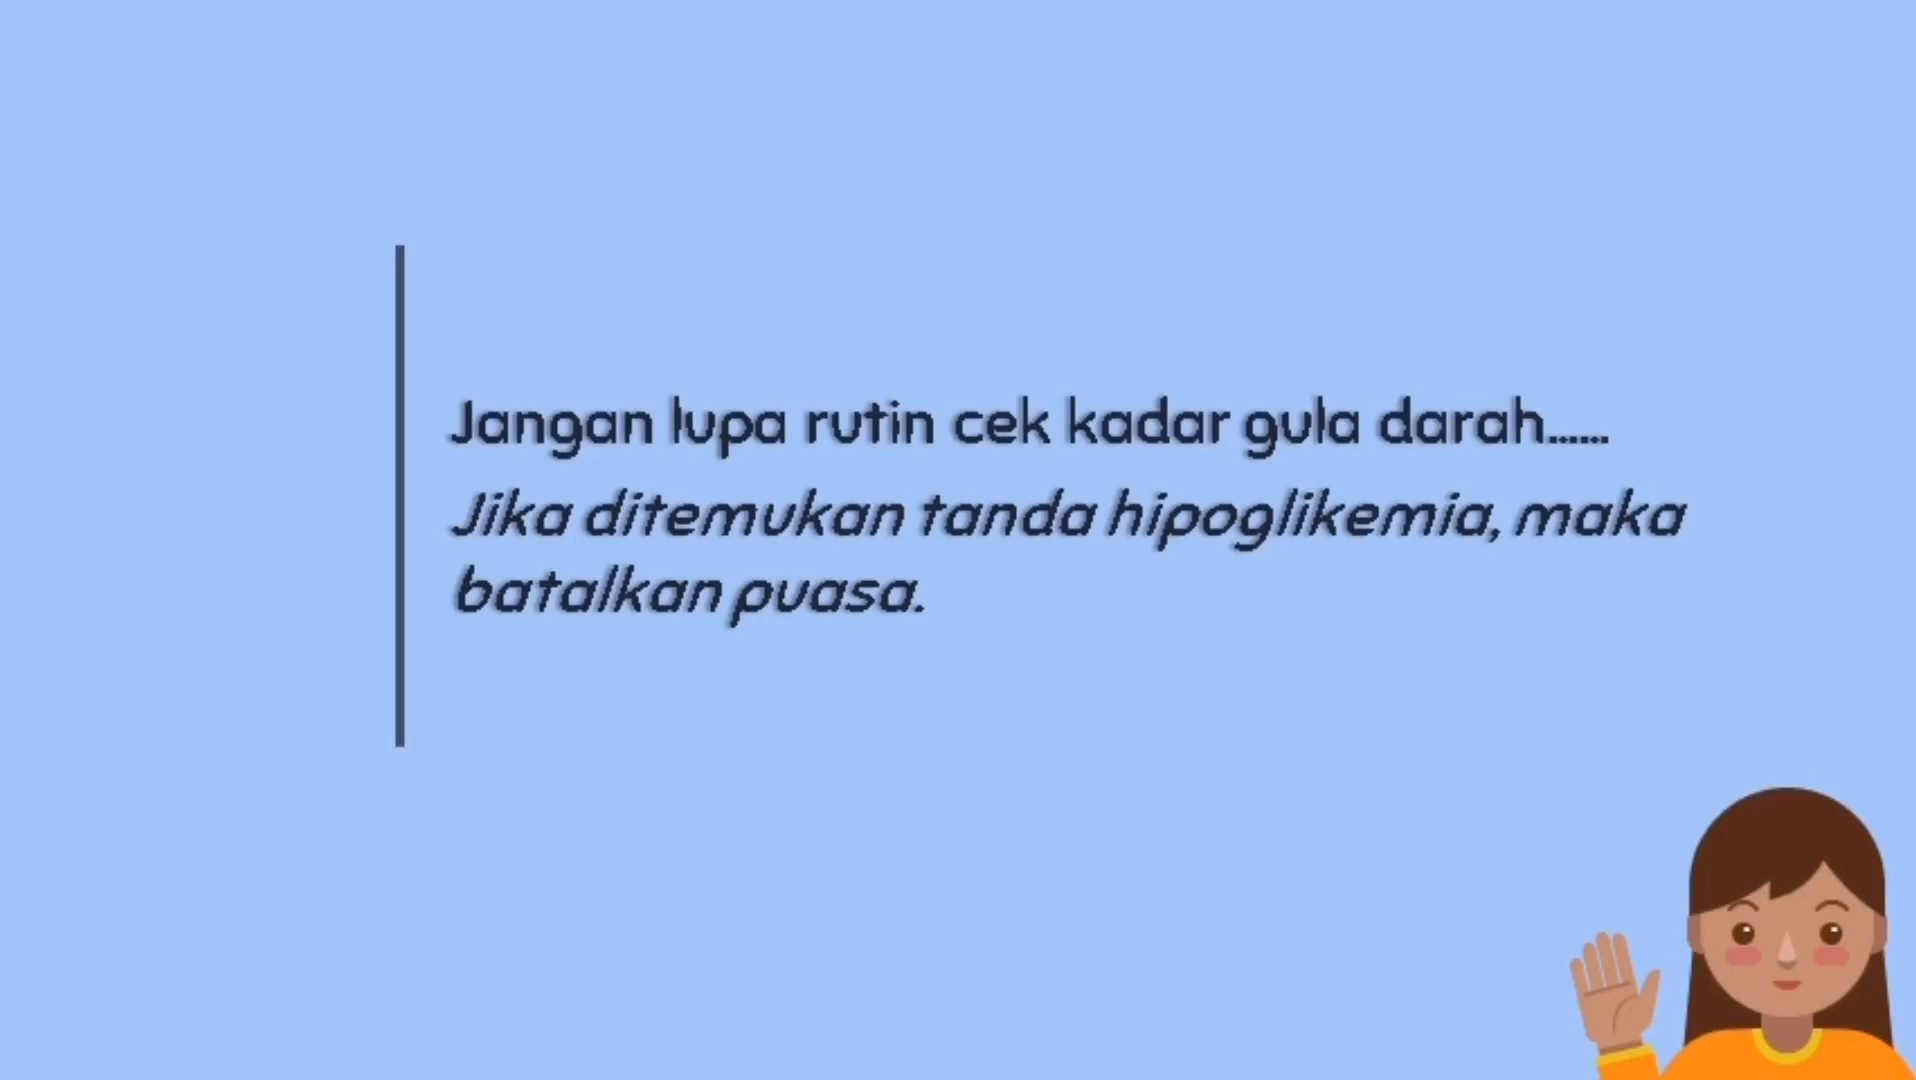 Jangan lupa rutin cek kadar gula darah......
Jika ditemukan tanda hipoglikemia, maka
batalkan puasa.